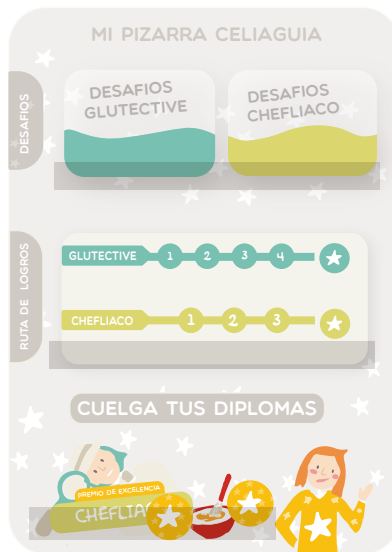 MI PIZARRA CELIAGUIA
DESAFIOS
DESAFIOS
GLUTECTIVE
DESAFIOS
CHEFLIACO
RUTA DE LOGROS
GLUTECTIVE 1 2 3 4
CHEFLIACO 1 2 3
CUELGA TUS DIPLOMAS
PREMIO DE EXCELENCIA